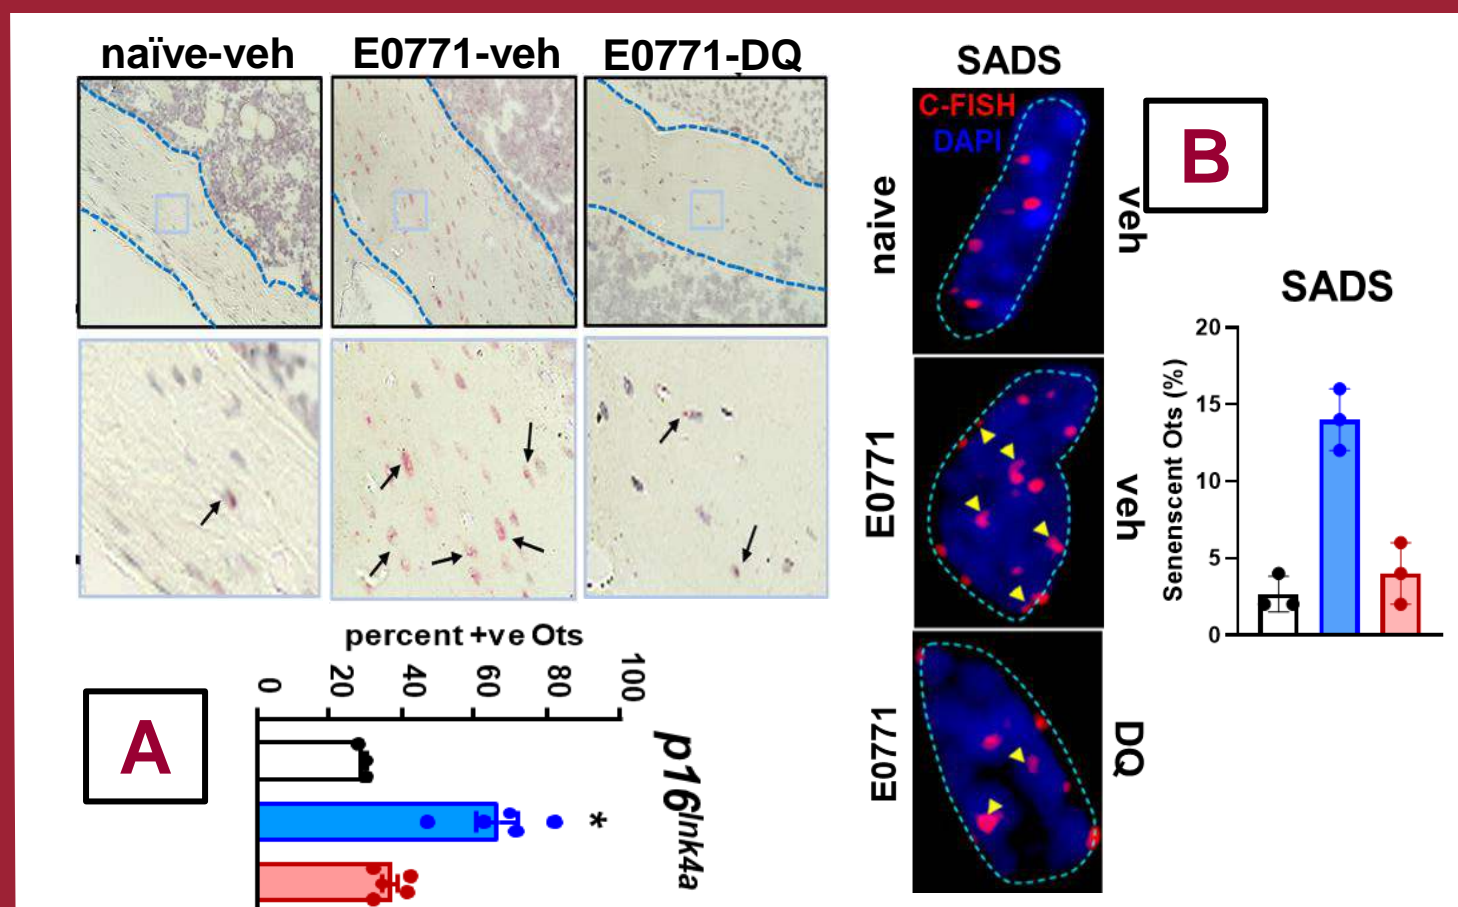 naïve-veh
E0771-veh
E0771-DQ
percent +ve Ots
0
20
40
60
80
100
p16Ink4a
*
A
SADS
C-FISH
DAPI
naive
veh
E0771
veh
E0771
DQ
B
SADS
Senenscent Ots (%)
20
15
10
5
0